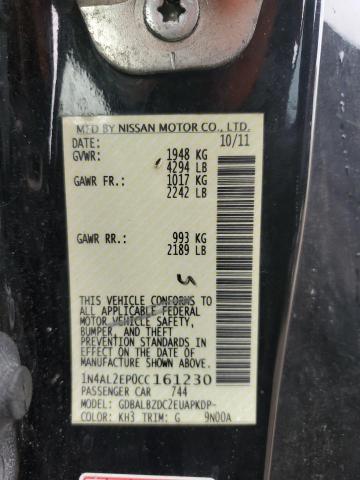 MFD BY NISSAN MOTOR CO., LTD.
DATE: 10/11
GVWR: 1948 KG
4294 LB
GAWR FR: 1017 KG
2242 LB
GAWR RR: 993 KG
2189 LB
THIS VEHICLE CONFORMS TO
ALL APPLICABLE FEDERAL
MOTOR VEHICLE SAFETY,
BUMPER, AND THEFT
PREVENTION STANDARDS IN
EFFECT ON THE DATE OF
MANUFACTURE SHOWN ABOVE.
1N4AL2EP0CC161230
PASSENGER CAR 744
MODEL: GDBALBZDC2EUAPKDP-
COLOR: KH3 TRIM: G 9N00A